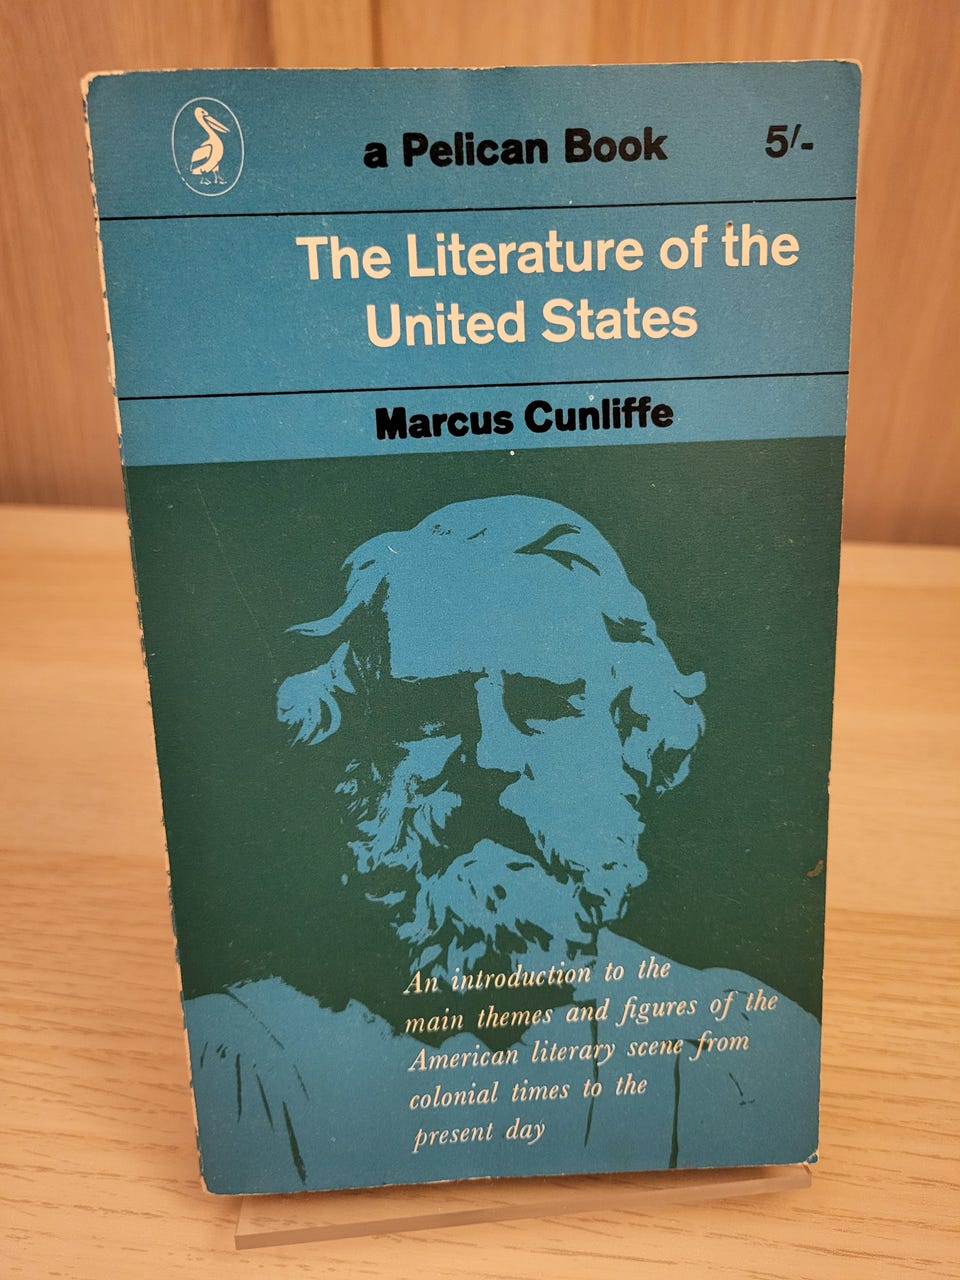 a Pelican Book 5/-
The Literature of the
United States
Marcus Cunliffe
An introduction to the
main themes and figures of the
American literary scene from
colonial times to the
present day